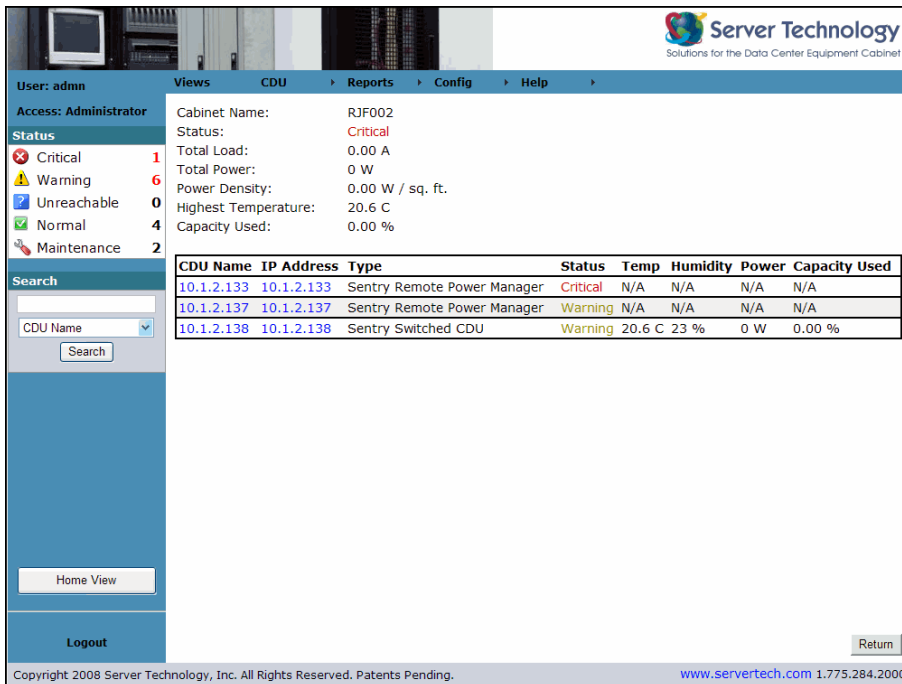 Server Technology
Solutions for the Data Center Equipment Cabinet
User: admn
Views CDU Reports Config Help
Access: Administrator
Status
Critical 1
Warning 6
Unreachable 0
Normal 4
Maintenance 2
Search
CDU Name
Search
Home View
Logout
Cabinet Name: RJF002
Status: Critical
Total Load: 0.00 A
Total Power: 0 W
Power Density: 0.00 W / sq. ft.
Highest Temperature: 20.6 C
Capacity Used: 0.00 %
CDU Name IP Address Type Status Temp Humidity Power Capacity Used
10.1.2.133 10.1.2.133 Sentry Remote Power Manager Critical N/A N/A N/A N/A
10.1.2.137 10.1.2.137 Sentry Remote Power Manager Warning N/A N/A N/A N/A
10.1.2.138 10.1.2.138 Sentry Switched CDU Warning 20.6 C 23 % 0 W 0.00 %
Return
Copyright 2008 Server Technology, Inc. All Rights Reserved. Patents Pending.
www.servertech.com 1.775.284.2000